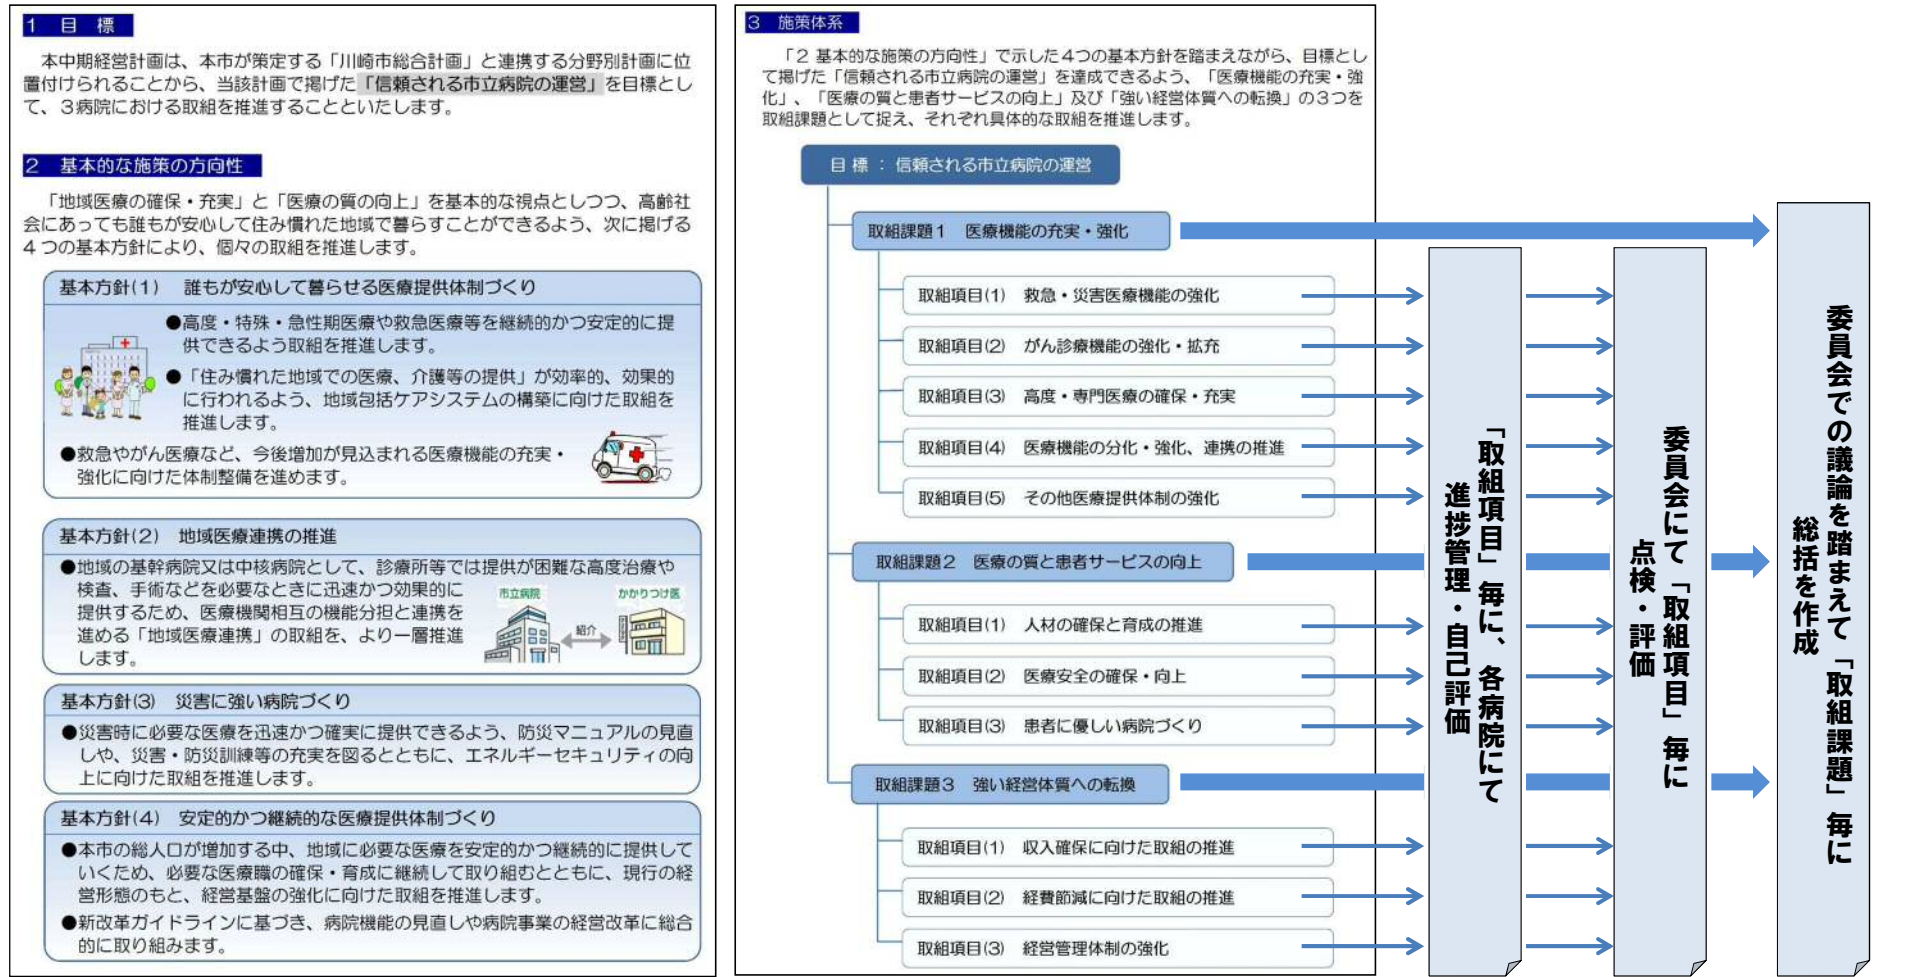 1 目 標
本中期経営計画は、本市が策定する「川崎市総合計画」と連携する分野別計画に位
置付けられることから、当該計画で掲げた「信頼される市立病院の運営」を目標とし
て、3病院における取組を推進することといたします。
2 基本的な施策の方向性
「地域医療の確保・充実」と「医療の質の向上」を基本的な視点としつつ、高齢社
会にあっても誰もが安心して住み慣れた地域で暮らすことができるよう、次に掲げる
4つの基本方針により、個々の取組を推進します。
基本方針(1) 誰もが安心して暮らせる医療提供体制づくり
●高度・特殊・急性期医療や救急医療等を継続的かつ安定的に提
供できるよう取組を推進します。
●「住み慣れた地域での医療、介護等の提供」が効率的、効果的
に行われるよう、地域包括ケアシステムの構築に向けた取組を
推進します。
●救急やがん医療など、今後増加が見込まれる医療機能の充実・
強化に向けた体制整備を進めます。
基本方針(2) 地域医療連携の推進
●地域の基幹病院又は中核病院として、診療所等では提供が困難な高度治療や
検査、手術などを必要なときに迅速かつ効果的に
提供するため、医療機関相互の機能分担と連携を
進める「地域医療連携」の取組を、より一層推進
します。
市立病院
かかりつけ医
紹介
基本方針(3) 災害に強い病院づくり
●災害時に必要な医療を迅速かつ確実に提供できるよう、防災マニュアルの見直
しや、災害・防災訓練等の充実を図るとともに、エネルギーセキュリティの向
上に向けた取組を推進します。
基本方針(4) 安定的かつ継続的な医療提供体制づくり
●本市の総人口が増加する中、地域に必要な医療を安定的かつ継続的に提供して
いくため、必要な医療職の確保・育成に継続して取り組むとともに、現行の経
営形態のもと、経営基盤の強化に向けた取組を推進します。
●新改革ガイドラインに基づき、病院機能の見直しや病院事業の経営改革に総合
的に取り組みます。
3 施策体系
「2 基本的な施策の方向性」で示した4つの基本方針を踏まえながら、目標とし
て掲げた「信頼される市立病院の運営」を達成できるよう、「医療機能の充実・強
化」、「医療の質と患者サービスの向上」及び「強い経営体質への転換」の3つを
取組課題として捉え、それぞれ具体的な取組を推進します。
目 標 : 信頼される市立病院の運営
取組課題1 医療機能の充実・強化
取組項目(1) 救急・災害医療機能の強化
取組項目(2) がん診療機能の強化・拡充
取組項目(3) 高度・専門医療の確保・充実
取組項目(4) 医療機能の分化・強化、連携の推進
取組項目(5) その他医療提供体制の強化
取組課題2 医療の質と患者サービスの向上
取組項目(1) 人材の確保と育成の推進
取組項目(2) 医療安全の確保・向上
取組項目(3) 患者に優しい病院づくり
取組課題3 強い経営体質への転換
取組項目(1) 収入確保に向けた取組の推進
取組項目(2) 経費節減に向けた取組の推進
取組項目(3) 経営管理体制の強化
「取組項目」毎に、各病院にて
進捗管理・自己評価
委員会にて「取組項目」毎に
点検・評価
委員会での議論を踏まえて「取組課題」毎に
総括を作成